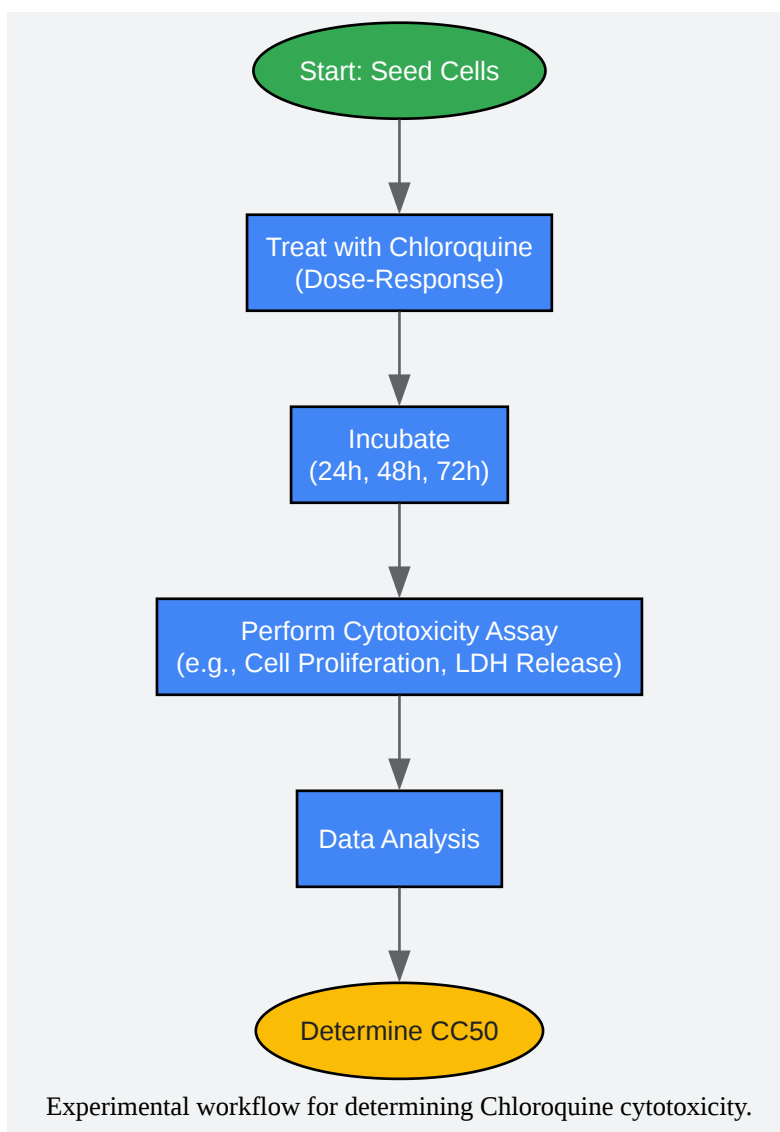 Start: Seed Cells
Treat with Chloroquine
(Dose-Response)
Incubate
(24h, 48h, 72h)
Perform Cytotoxicity Assay
(e.g., Cell Proliferation, LDH Release)
Data Analysis
Determine CC50
Experimental workflow for determining Chloroquine cytotoxicity.